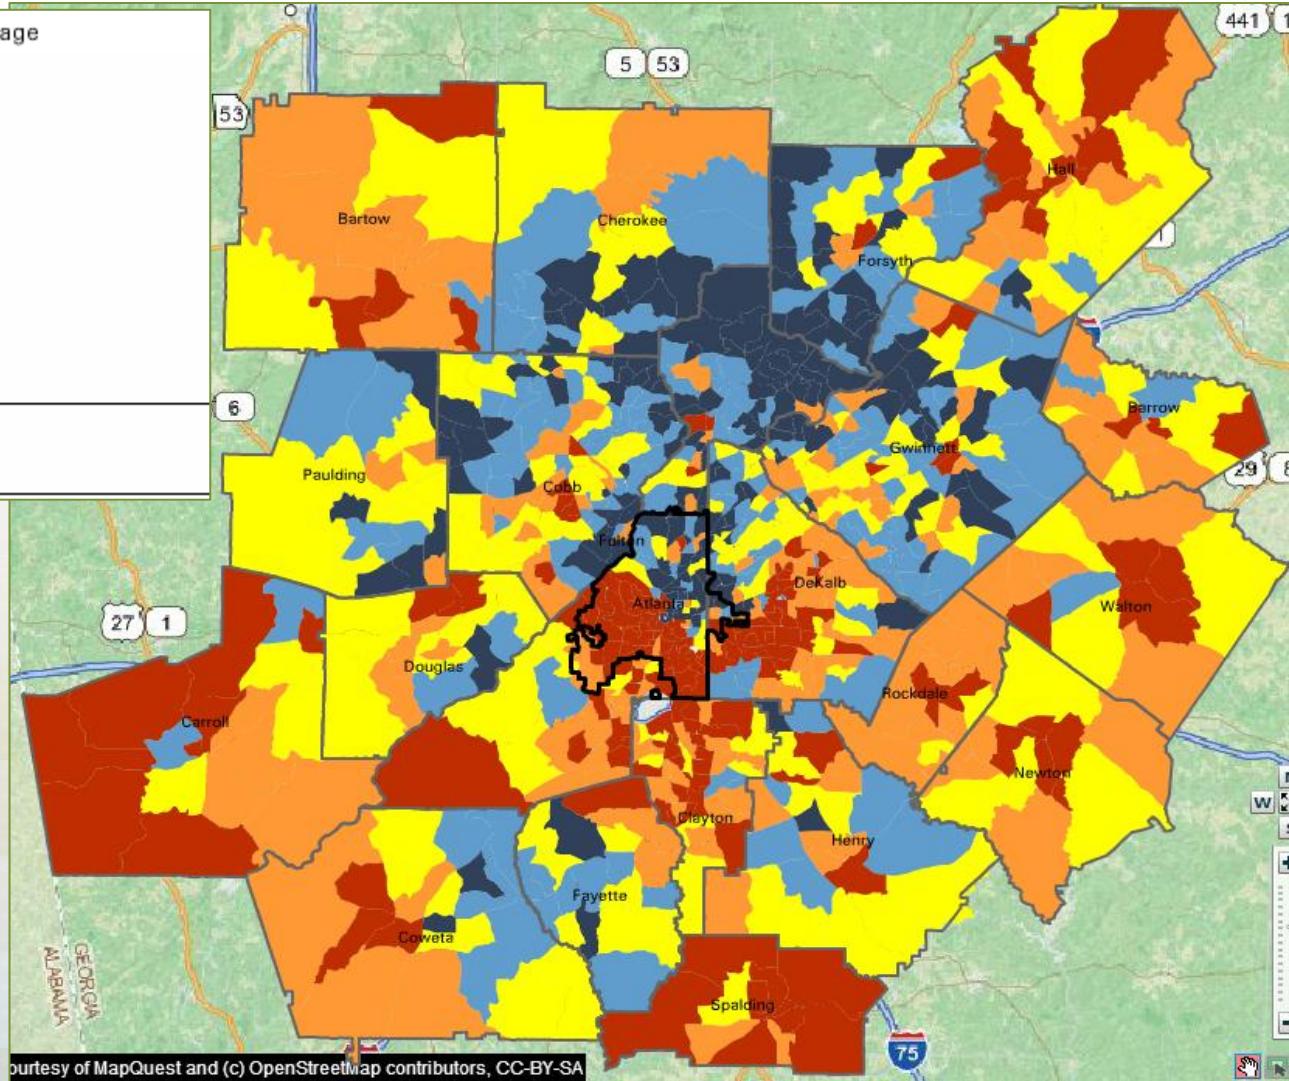 age
441
5 53
53
Hall
Bartow
Cherokee
Forsyth
1
6
Barrow
Gwinnett
29 8
Paulding
Cobb
Fulton
DeKalb
Atlanta
Walton
27 1
Douglas
Rockdale
Carroll
Newton
W
Clayton
Henry
Fayette
Coweta
GEORGIA
ALABAMA
Spalding
75
ourtesy of MapQuest and (c) OpenStreetMap contributors, CC-BY-SA